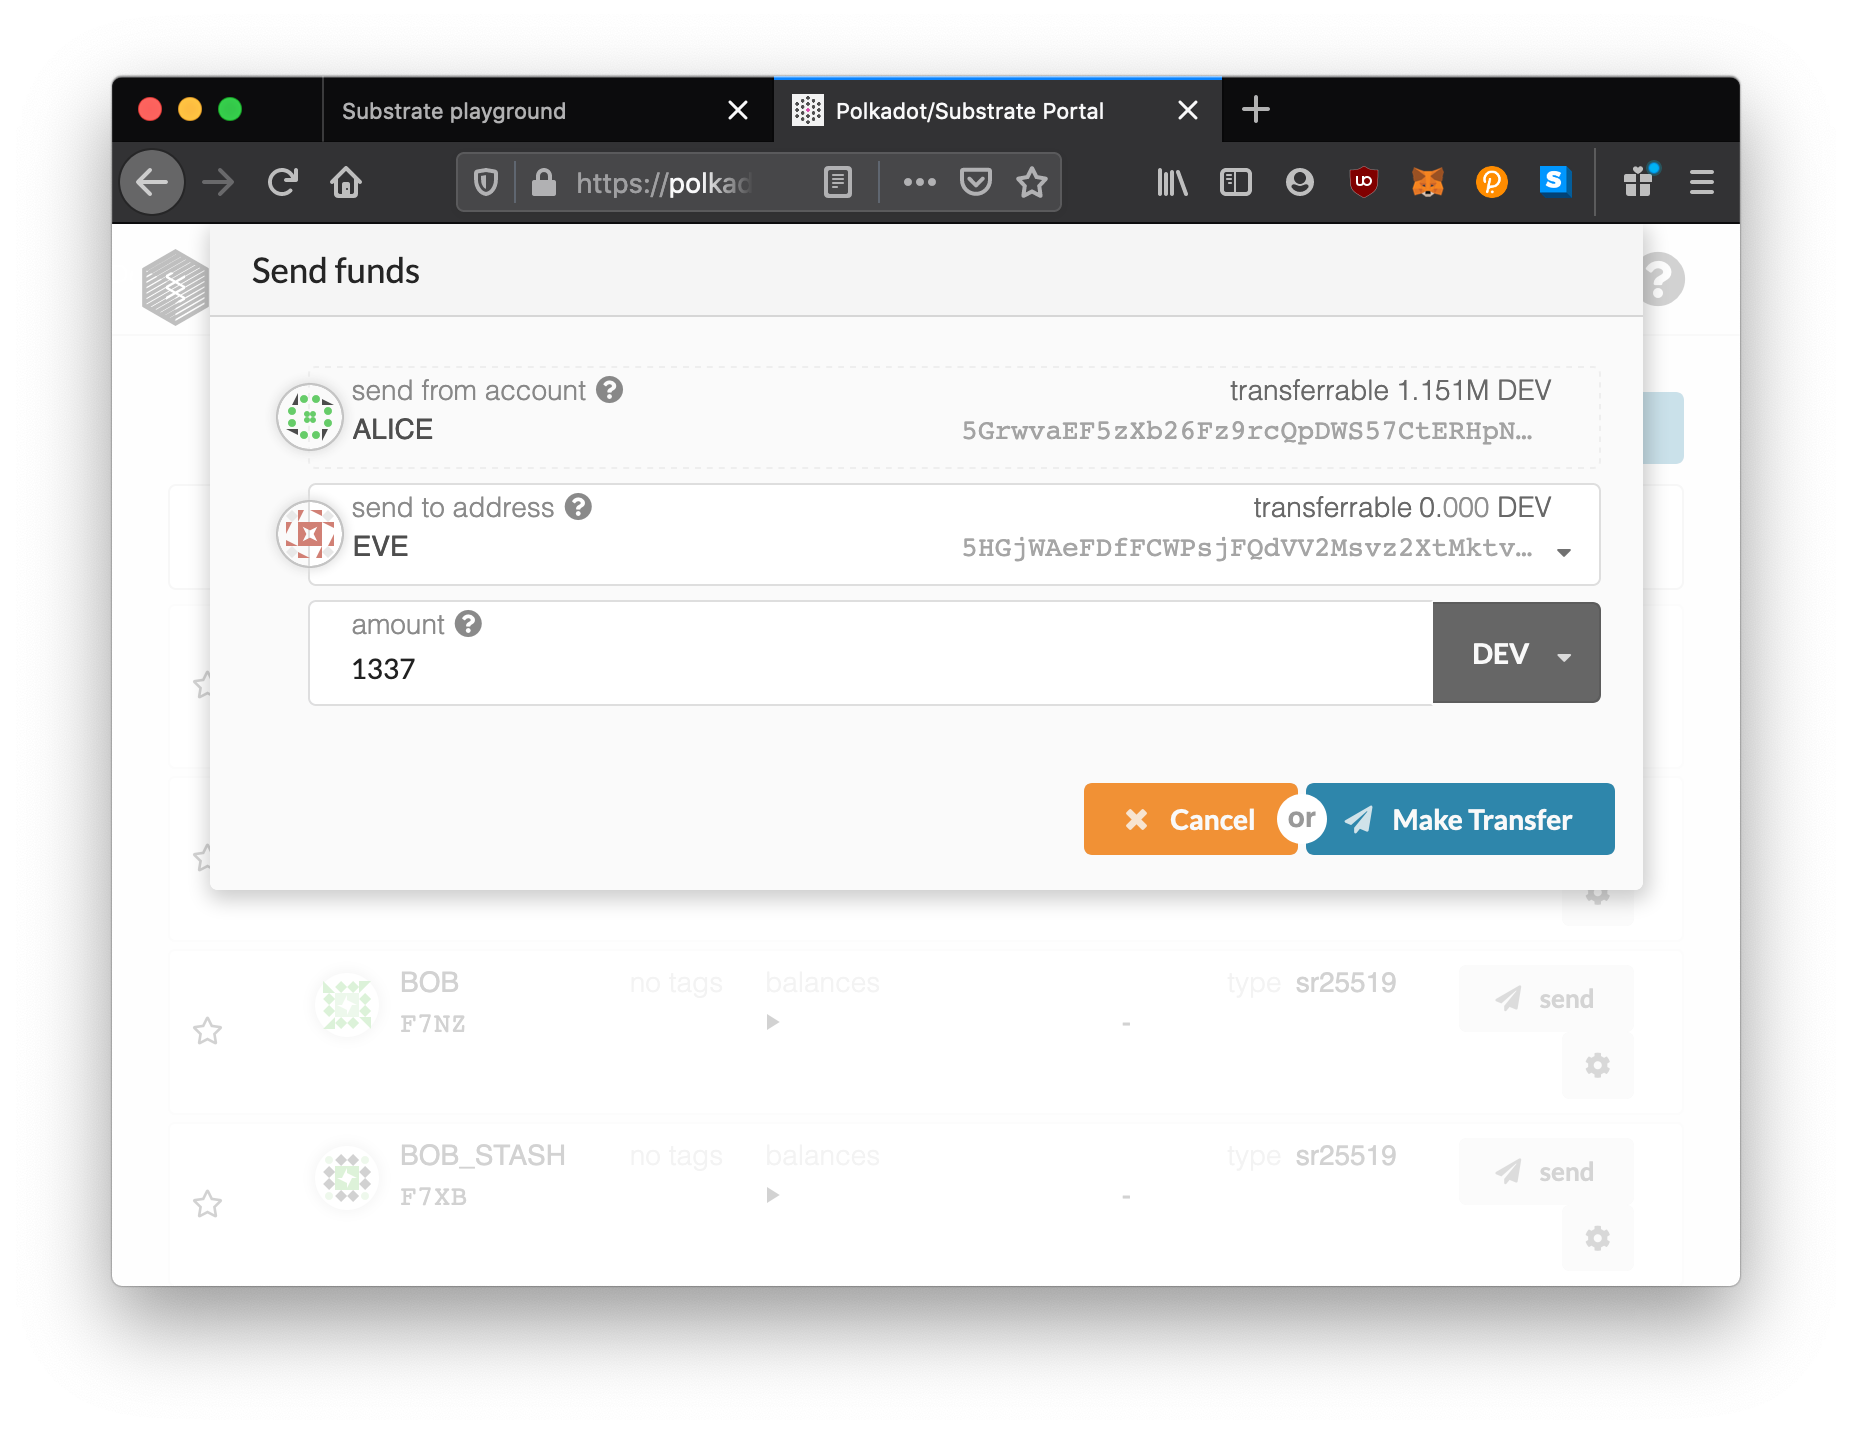 Substrate playground
Polkadot/Substrate Portal
https://polkad
Send funds
send from account
transferrable 1.151M DEV
ALICE
5GrwvaEF5zXb26Fz9rcQpDWS57CtERHpN…
send to address
transferrable 0.000 DEV
EVE
5HGjWAeFDfFCWPsjFQdVV2Msvz2XtMktv…
amount
1337
DEV
Cancel
or
Make Transfer
BOB no tags balances type sr25519 send
F7NZ -
BOB_STASH no tags balances type sr25519 send
F7XB -